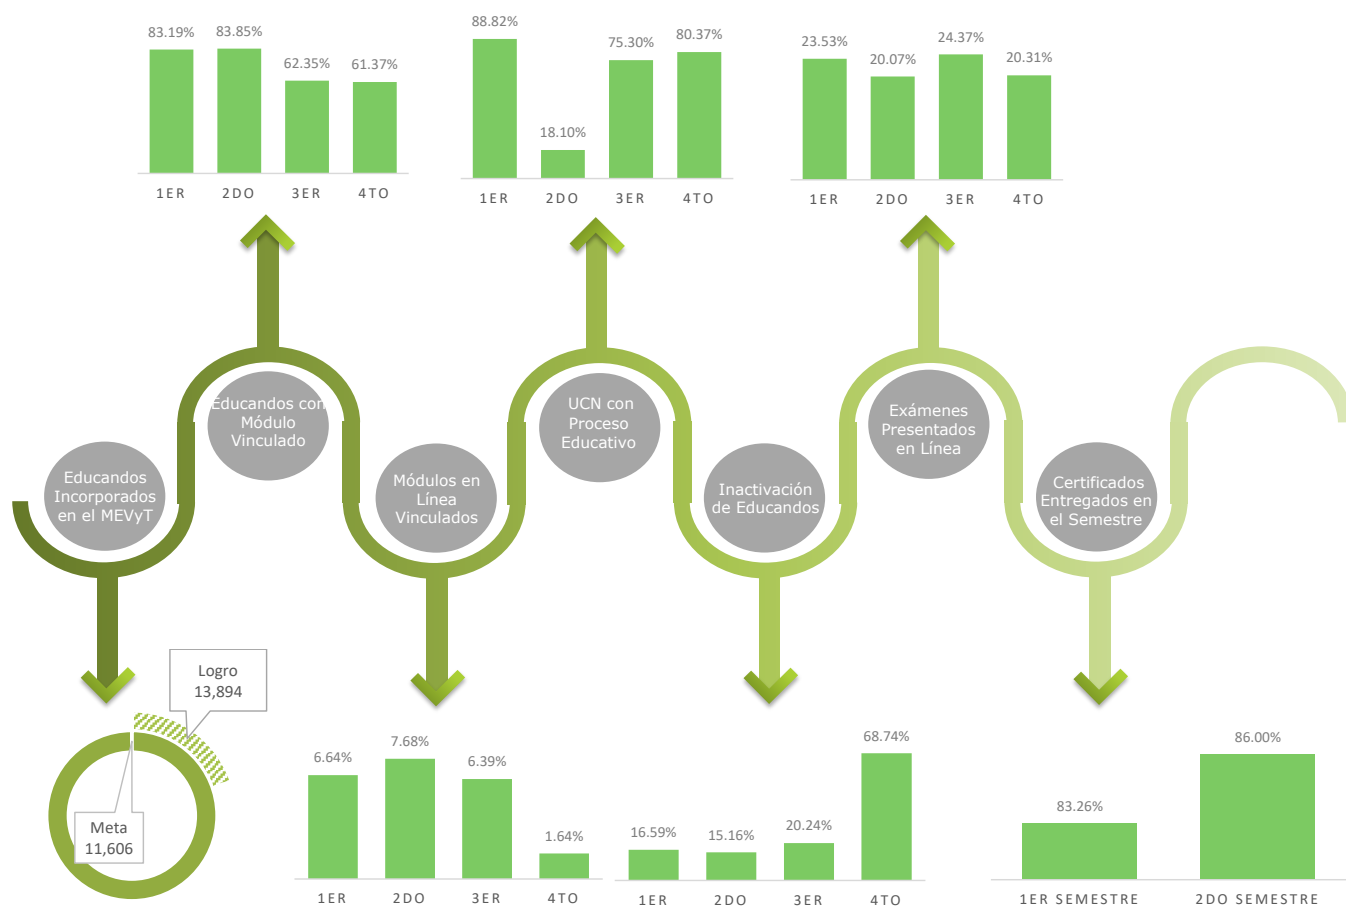 83.19%
83.85%
62.35%
61.37%
1ER
2DO
3ER
4TO
88.82%
18.10%
75.30%
80.37%
1ER
2DO
3ER
4TO
23.53%
20.07%
24.37%
20.31%
1ER
2DO
3ER
4TO
Educandos Incorporados en el MEVyT
Educandos con
Módulo
Vinculado
Módulos en
Línea
Vinculados
UCN con
Proceso
Educativo
Inactivación
de Educandos
Exámenes
Presentados
en Línea
Certificados
Entregados en
el Semestre
Logro
13,894
Meta
11,606
6.64%
7.68%
6.39%
1.64%
1ER
2DO
3ER
4TO
16.59%
15.16%
20.24%
68.74%
1ER
2DO
3ER
4TO
83.26%
86.00%
1ER SEMESTRE
2DO SEMESTRE